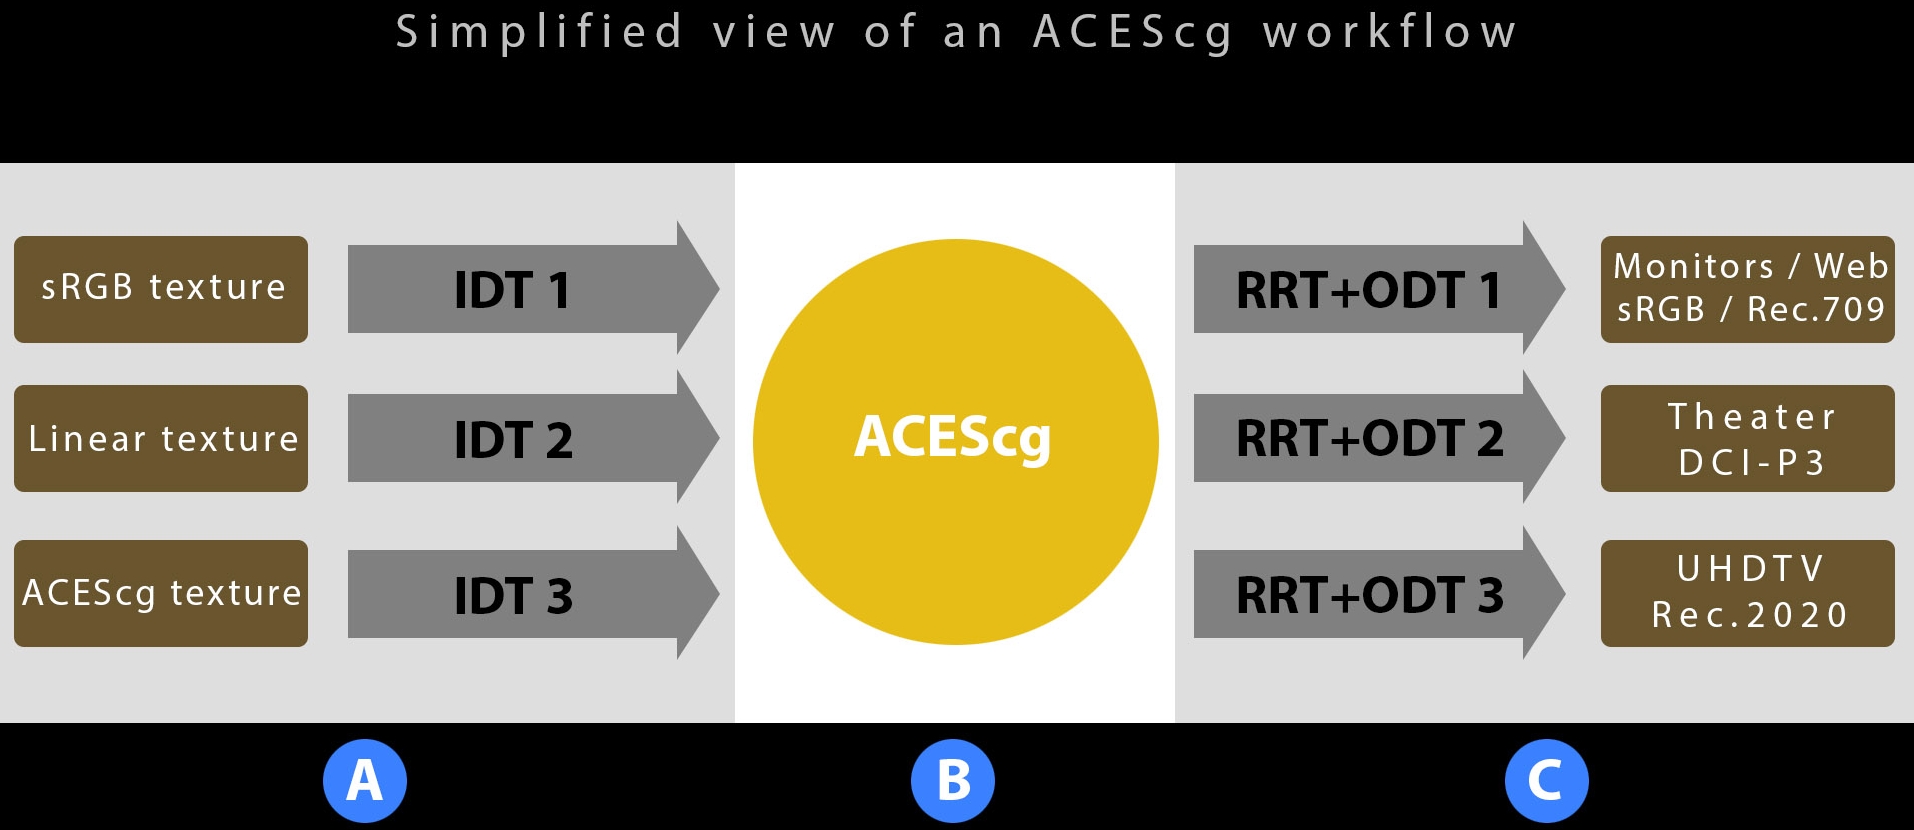 Simplified view of an ACEScg workflow
sRGB texture
IDT 1
RRT+ODT 1
Monitors / Web
sRGB / Rec.709
Linear texture
IDT 2
ACEScg
RRT+ODT 2
Theater
DCI-P3
ACEScg texture
IDT 3
RRT+ODT 3
UHDTV
Rec.2020
A
B
C